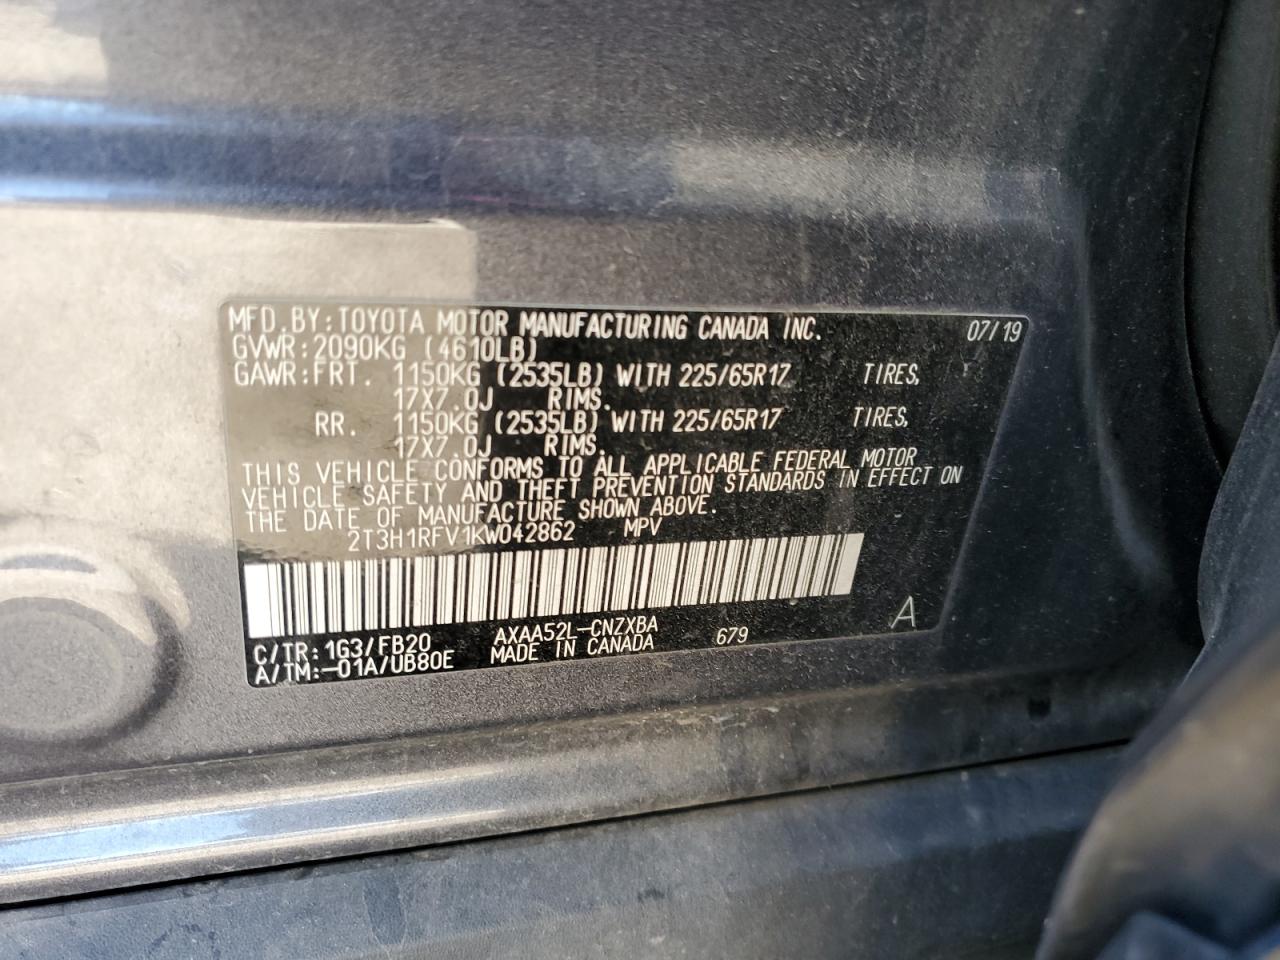 MFD.BY:TOYOTA MOTOR MANUFACTURING CANADA INC. 07/19
GVWR:2090KG (4610LB)
GAWR:FRT. 1150KG (2535LB) WITH 225/65R17 TIRES,
17X7.0J RIMS.
RR. 1150KG (2535LB) WITH 225/65R17 TIRES,
17X7.0J RIMS.
THIS VEHICLE CONFORMS TO ALL APPLICABLE FEDERAL MOTOR
VEHICLE SAFETY AND THEFT PREVENTION STANDARDS IN EFFECT ON
THE DATE OF MANUFACTURE SHOWN ABOVE.
2T3H1RFV1KW042862 MPV
C/TR:1G3/FB20 AXAA52L-CNZXBA 679 A
A/TM:-01A/UB80E MADE IN CANADA